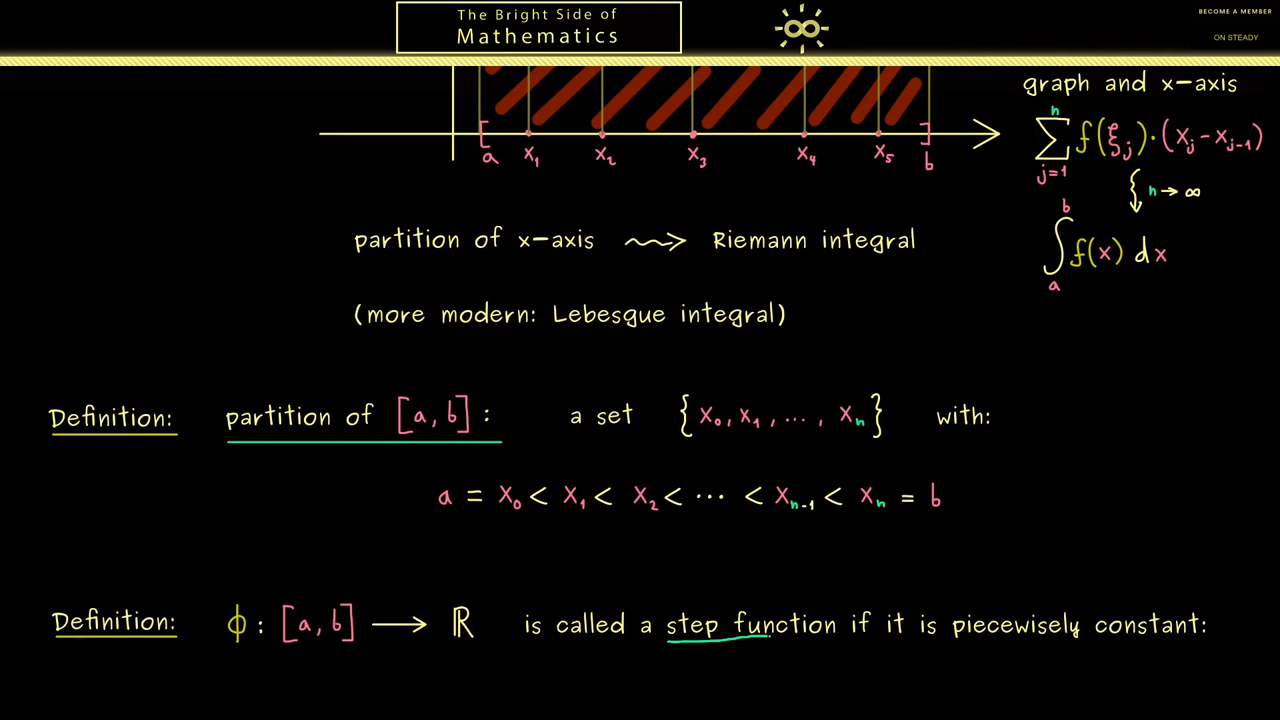 The Bright Side of
Mathematics
BECOME A MEMBER
ON STEADY
graph and x-axis
[ a x₁ x₂ x₃ x₄ x₅ b ]
∑ⁿⱼ₌₁ f(ξⱼ)·(xⱼ − xⱼ₋₁)
n → ∞
∫ₐᵇ f(x) dx
partition of x-axis ⇝ Riemann integral
(more modern: Lebesgue integral)
Definition: partition of [a, b] : a set {x₀, x₁, ..., xₙ} with:
a = x₀ < x₁ < x₂ < ⋯ < xₙ₋₁ < xₙ = b
Definition: ϕ : [a, b] ⟶ ℝ is called a step function if it is piecewisely constant: